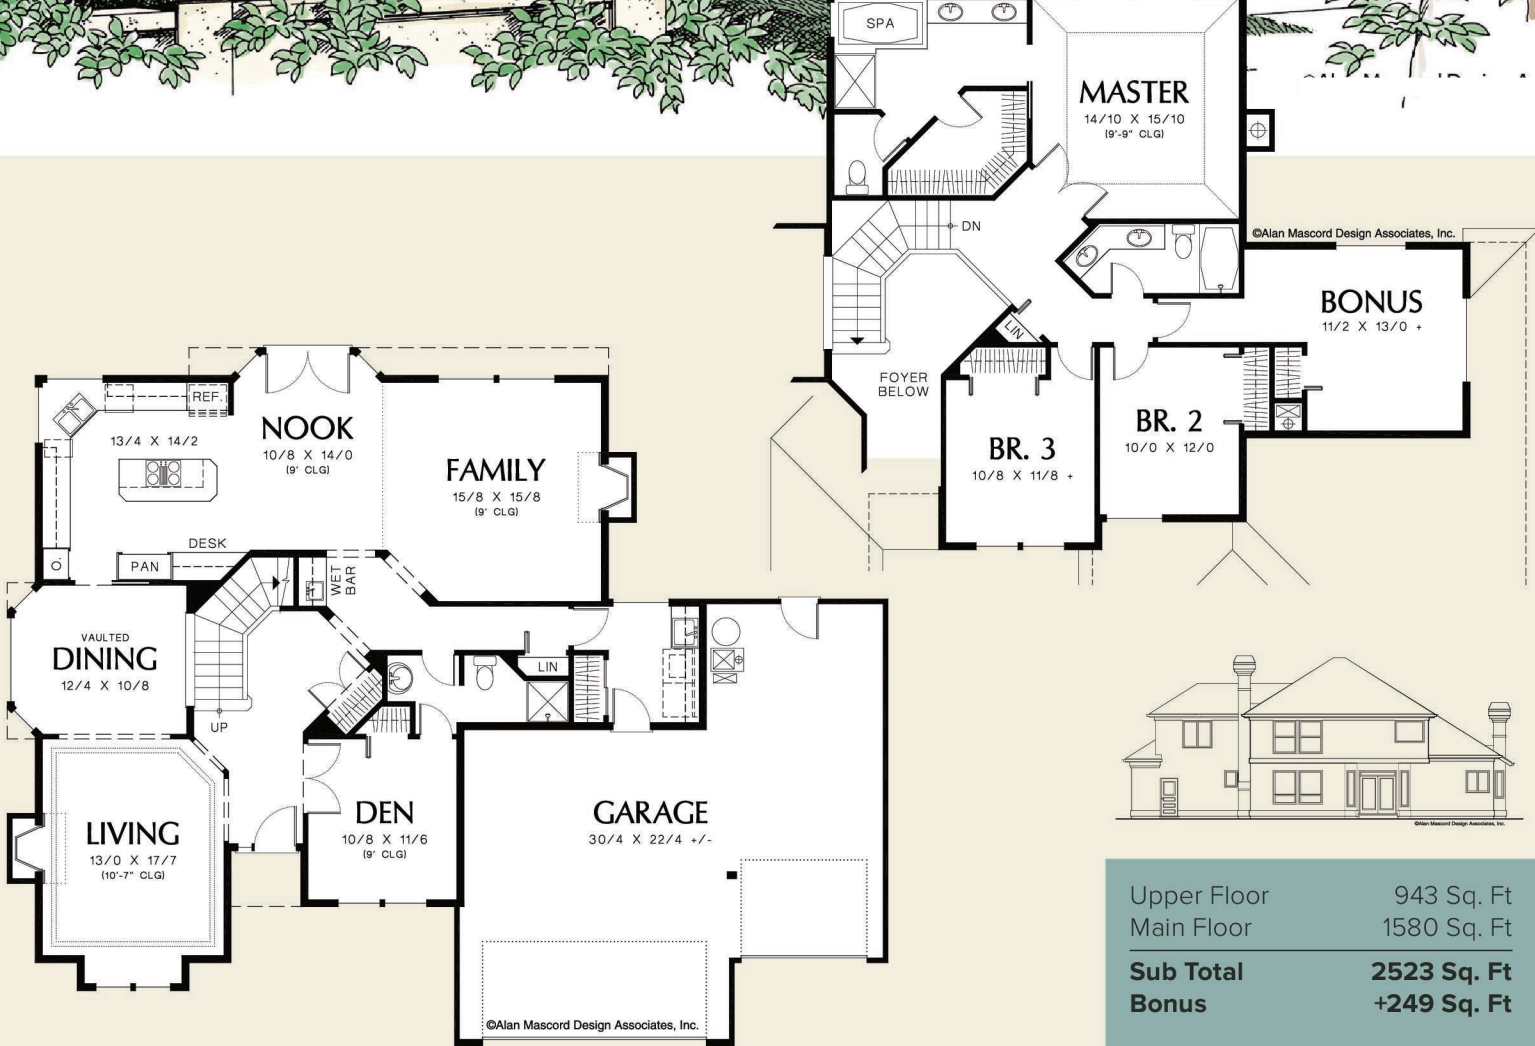 SPA
MASTER
14/10 X 15/10
(9'-9" CLG)
DN
©Alan Mascord Design Associates, Inc.
BONUS
11/2 X 13/0 +
LIN
FOYER
BELOW
BR. 3
10/8 X 11/8 +
BR. 2
10/0 X 12/0
REF.
13/4 X 14/2
NOOK
10/8 X 14/0
(9' CLG)
FAMILY
15/8 X 15/8
(9' CLG)
DESK
PAN
WET
BAR
VAULTED
DINING
12/4 X 10/8
UP
LIN
LIVING
13/0 X 17/7
(10'-7" CLG)
DEN
10/8 X 11/6
(9' CLG)
GARAGE
30/4 X 22/4 +/-
©Alan Mascord Design Associates, Inc.
©Alan Mascord Design Associates, Inc.
Upper Floor 943 Sq. Ft
Main Floor 1580 Sq. Ft
Sub Total 2523 Sq. Ft
Bonus +249 Sq. Ft